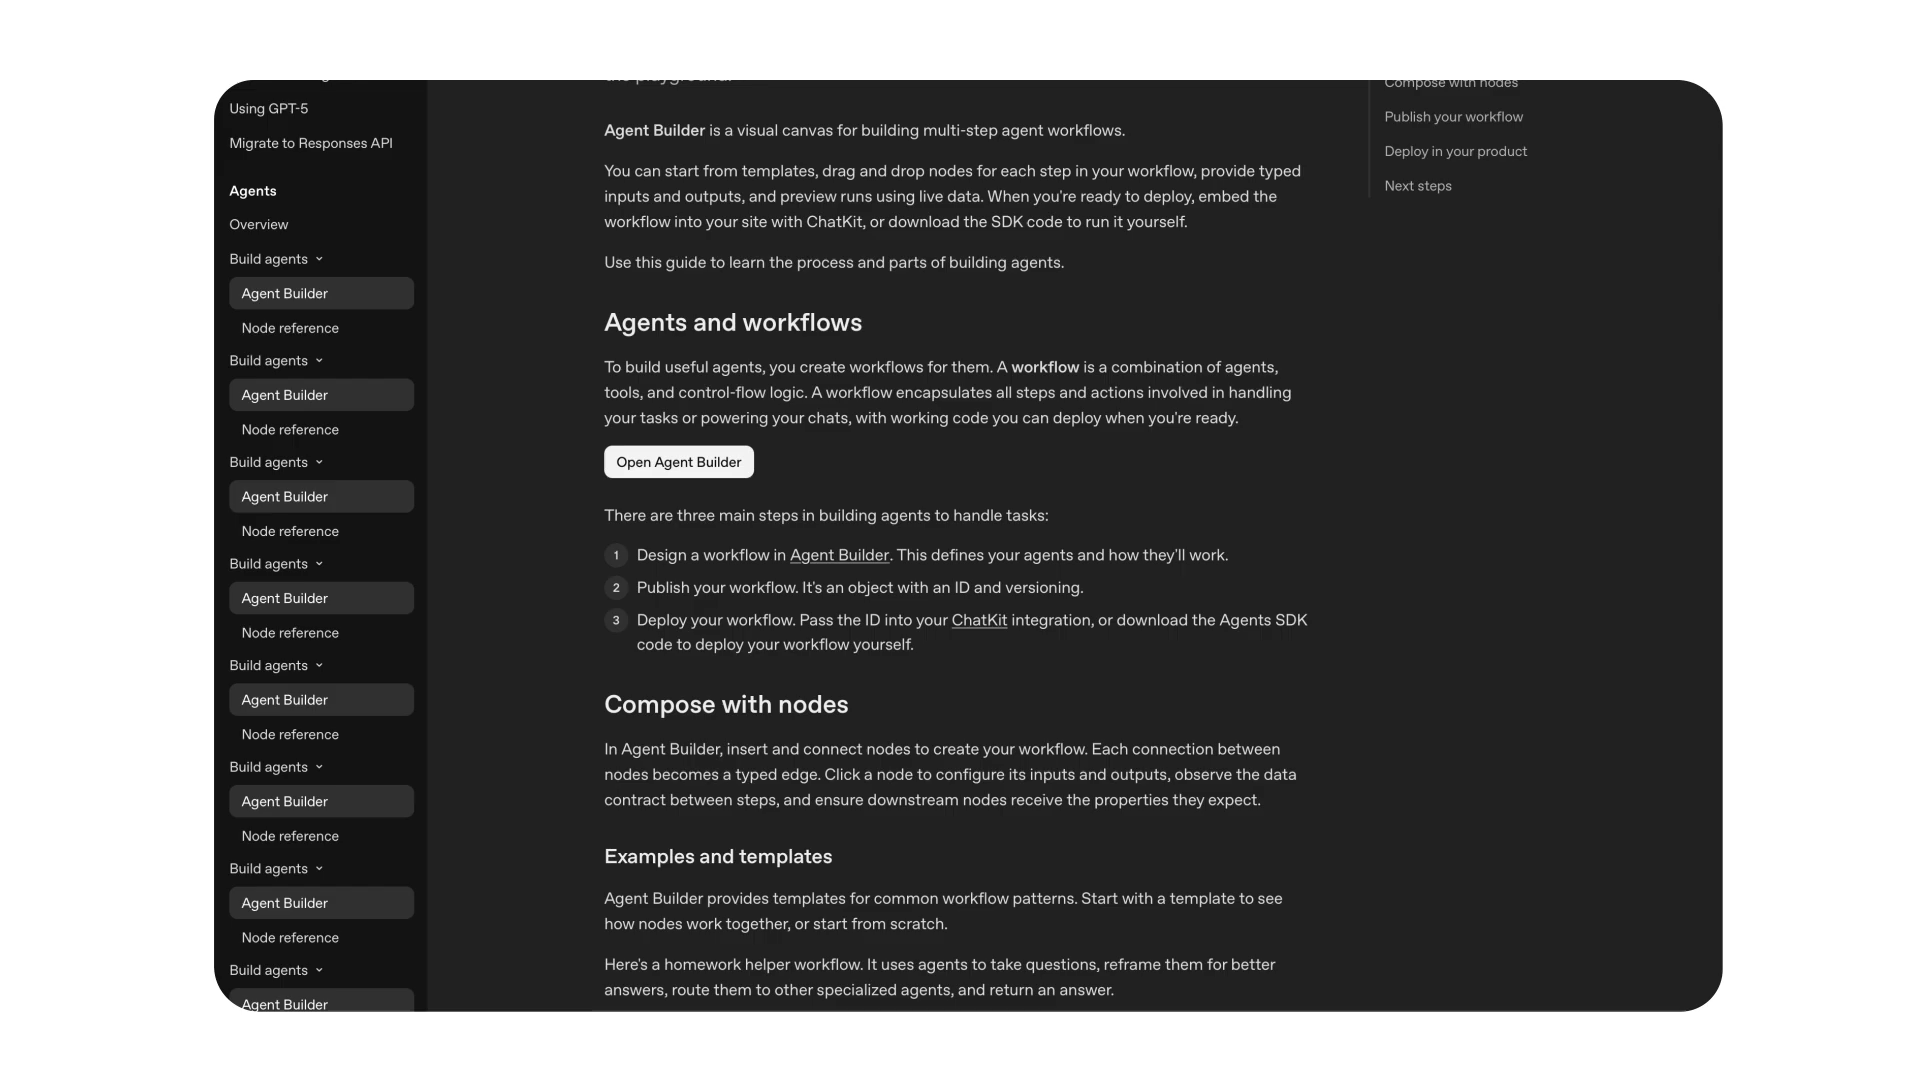 Using GPT-5
Migrate to Responses API
Agents
Overview
Build agents
Agent Builder
Node reference
Build agents
Agent Builder
Node reference
Build agents
Agent Builder
Node reference
Build agents
Agent Builder
Node reference
Build agents
Agent Builder
Node reference
Build agents
Agent Builder
Node reference
Build agents
Agent Builder
Node reference
Build agents
Agent Builder
the playground.
Agent Builder is a visual canvas for building multi-step agent workflows.
You can start from templates, drag and drop nodes for each step in your workflow, provide typed
inputs and outputs, and preview runs using live data. When you're ready to deploy, embed the
workflow into your site with ChatKit, or download the SDK code to run it yourself.
Use this guide to learn the process and parts of building agents.
Agents and workflows
To build useful agents, you create workflows for them. A workflow is a combination of agents,
tools, and control-flow logic. A workflow encapsulates all steps and actions involved in handling
your tasks or powering your chats, with working code you can deploy when you're ready.
Open Agent Builder
There are three main steps in building agents to handle tasks:
1 Design a workflow in Agent Builder. This defines your agents and how they'll work.
2 Publish your workflow. It's an object with an ID and versioning.
3 Deploy your workflow. Pass the ID into your ChatKit integration, or download the Agents SDK
code to deploy your workflow yourself.
Compose with nodes
In Agent Builder, insert and connect nodes to create your workflow. Each connection between
nodes becomes a typed edge. Click a node to configure its inputs and outputs, observe the data
contract between steps, and ensure downstream nodes receive the properties they expect.
Examples and templates
Agent Builder provides templates for common workflow patterns. Start with a template to see
how nodes work together, or start from scratch.
Here's a homework helper workflow. It uses agents to take questions, reframe them for better
answers, route them to other specialized agents, and return an answer.
Compose with nodes
Publish your workflow
Deploy in your product
Next steps